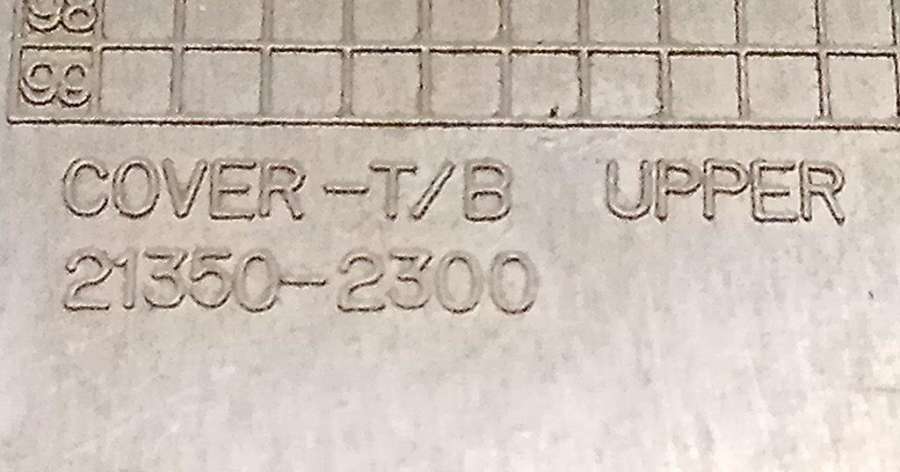 98
99
COVER-T/B UPPER
21350-2300